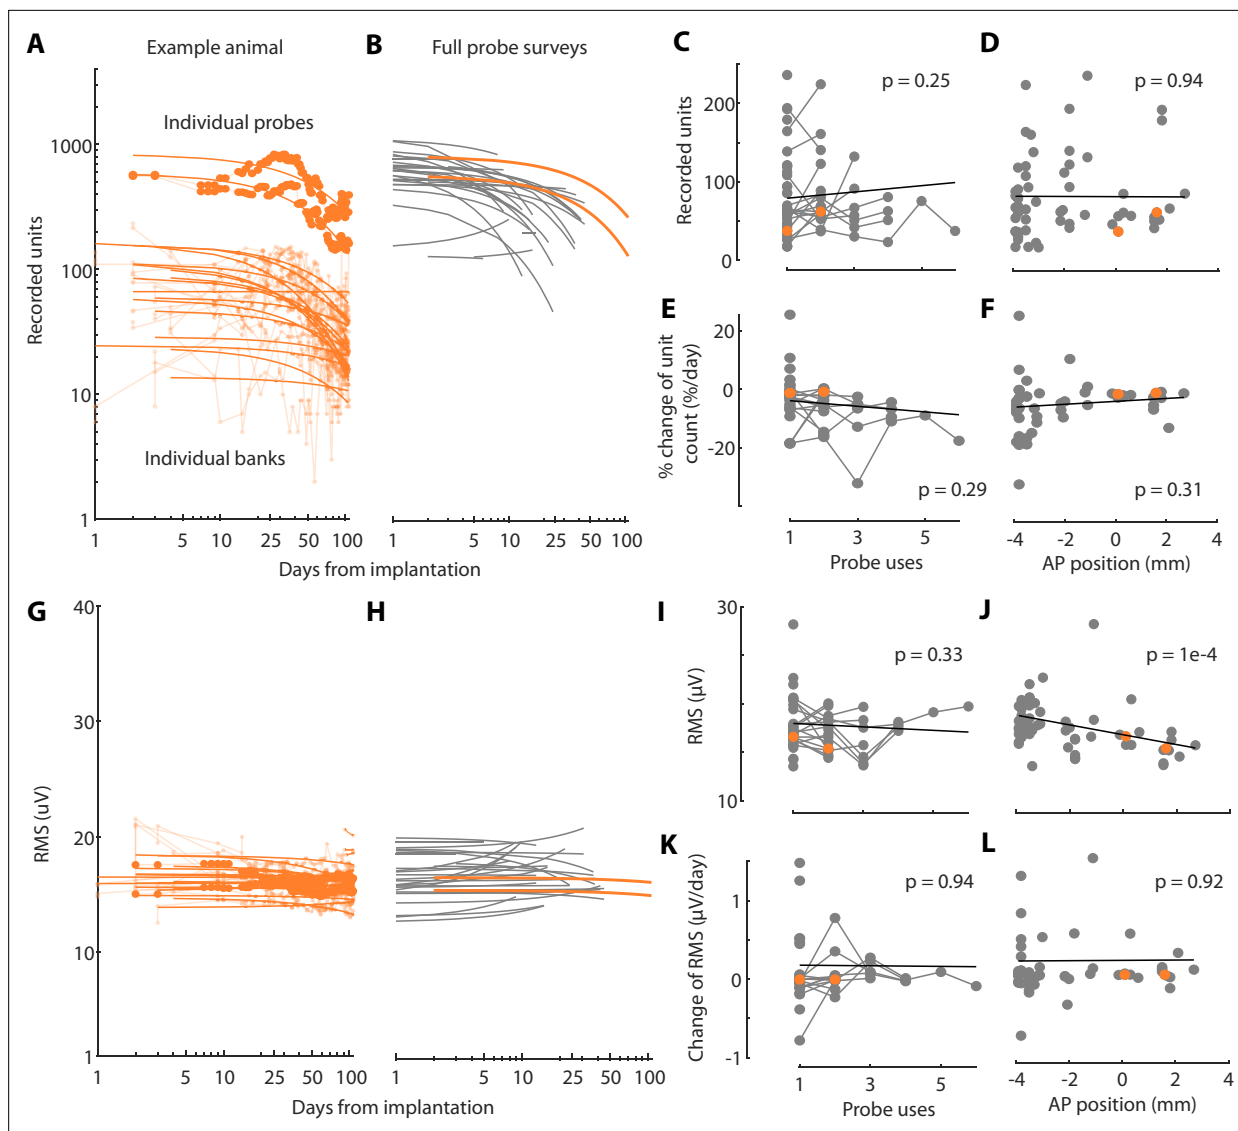 A Example animal
B Full probe surveys
Individual probes
Individual banks
Recorded units
1000
100
10
1
1 5 10 25 50 100
1 5 10 25 50 100
Days from implantation
C
p = 0.25
Recorded units
200
100
0
D
p = 0.94
E
% change of unit
count (%/day)
20
0
-20
p = 0.29
1 3 5
Probe uses
F
p = 0.31
-4 -2 0 2 4
AP position (mm)
G
RMS (uV)
40
30
20
10
1
1 5 10 25 50 100
H
1 5 10 25 50 100
Days from implantation
I
p = 0.33
RMS (μV)
30
10
J
p = 1e-4
K
p = 0.94
Change of RMS (μV/day)
1
0
-1
1 3 5
Probe uses
L
p = 0.92
-4 -2 0 2 4
AP position (mm)